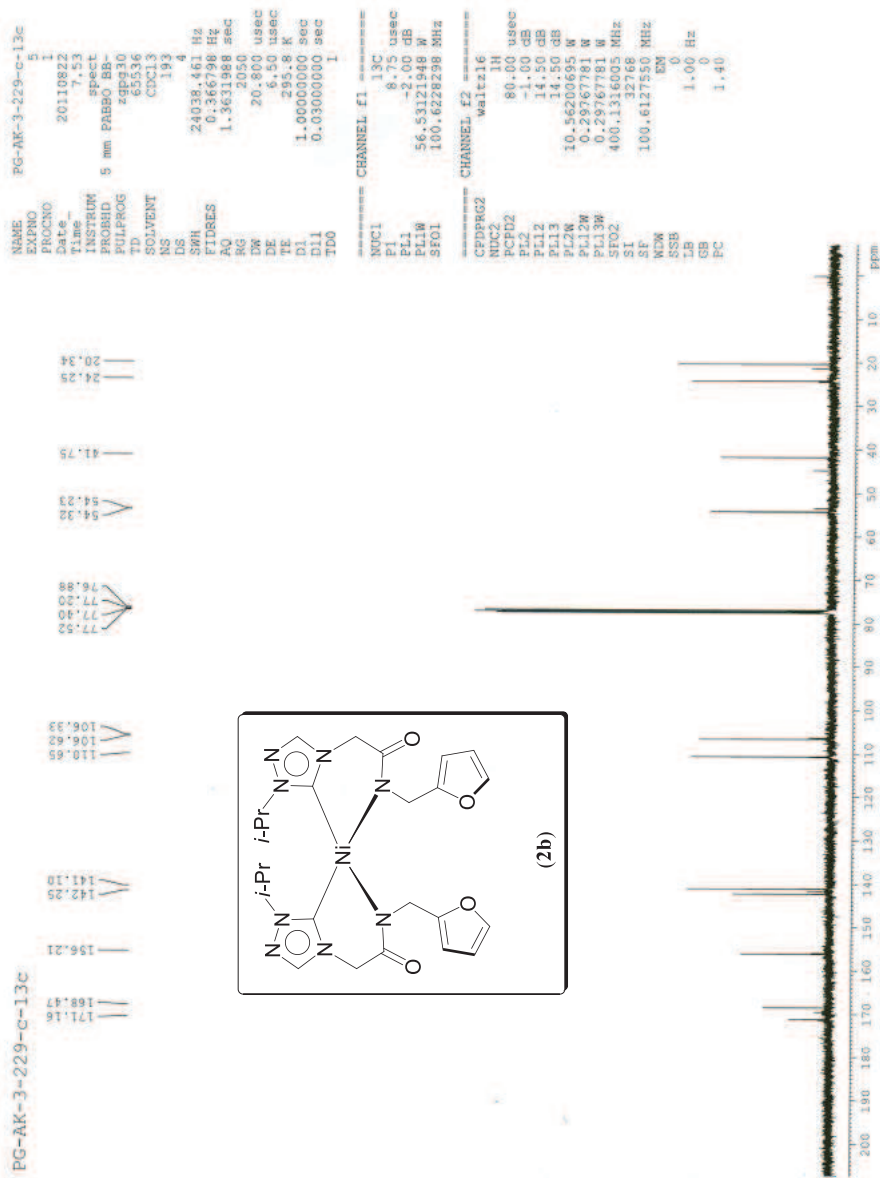 PG-AK-3-229-c-13c
171.16
168.47
156.21
142.25
141.10
110.65
106.62
106.33
77.52
77.40
77.20
76.88
54.32
54.23
41.75
24.25
20.34
NAME PG-AK-3-229-c-13c
EXPNO 5
PROCNO 1
Date_ 20110822
Time 7.53
INSTRUM spect
PROBHD 5 mm PABBO BB-
PULPROG zgpg30
TD 65536
SOLVENT CDCl3
NS 193
DS 4
SWH 24038.461 Hz
FIDRES 0.366798 Hz
AQ 1.3631988 sec
RG 2050
DW 20.800 usec
DE 6.50 usec
TE 295.8 K
D1 1.00000000 sec
D11 0.03000000 sec
TD0 1
======== CHANNEL f1 ========
NUC1 13C
P1 8.75 usec
PL1 -2.00 dB
PL1W 56.53121948 W
SFO1 100.6228298 MHz
======== CHANNEL f2 ========
CPDPRG2 waltz16
NUC2 1H
PCPD2 80.00 usec
PL2 -1.00 dB
PL12 14.50 dB
PL13 14.50 dB
PL2W 10.56200695 W
PL12W 0.29767781 W
PL13W 0.29767781 W
SFO2 400.1316005 MHz
SI 32768
SF 100.6127550 MHz
WDW EM
SSB 0
LB 1.00 Hz
GB 0
PC 1.40
i-Pr i-Pr
N N N N
N N
Ni
N N
O O
O O
(2b)
200 190 180 170 160 150 140 130 120 110 100 90 80 70 60 50 40 30 20 10 ppm